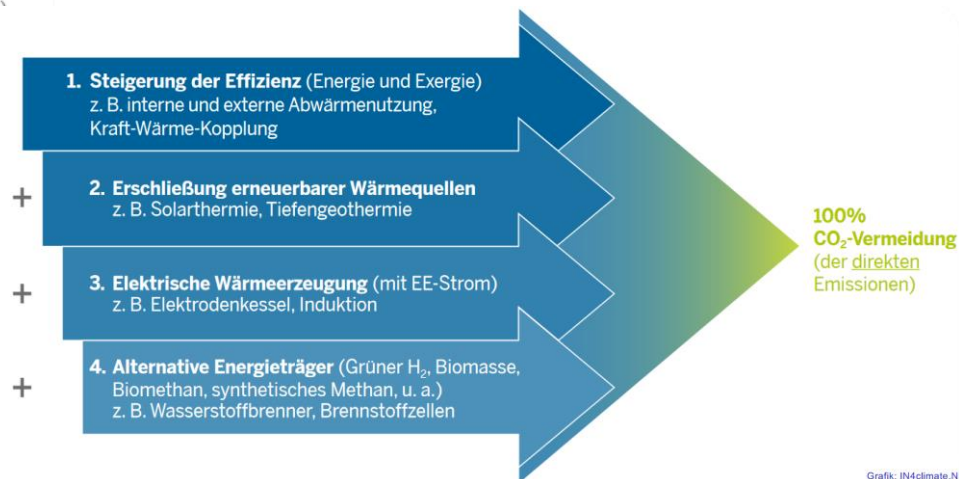 1. Steigerung der Effizienz (Energie und Exergie)
z. B. interne und externe Abwärmenutzung,
Kraft-Wärme-Kopplung
+
2. Erschließung erneuerbarer Wärmequellen
z. B. Solarthermie, Tiefengeothermie
+
3. Elektrische Wärmeerzeugung (mit EE-Strom)
z. B. Elektrodenkessel, Induktion
+
4. Alternative Energieträger (Grüner H₂, Biomasse,
Biomethan, synthetisches Methan, u. a.)
z. B. Wasserstoffbrenner, Brennstoffzellen
100%
CO₂-Vermeidung
(der direkten
Emissionen)
Grafik: IN4climate.N